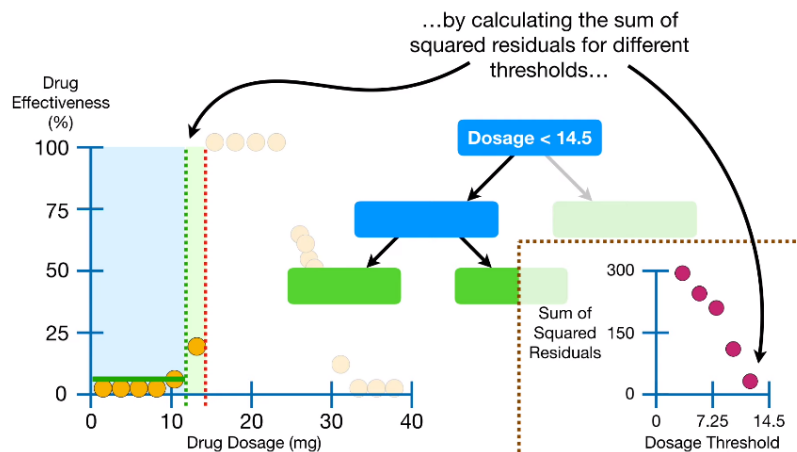 …by calculating the sum of
squared residuals for different
thresholds…
Drug
Effectiveness
(%)
100
75
50
25
0
0
10
20
30
40
Drug Dosage (mg)
Dosage < 14.5
Sum of
Squared
Residuals
300
150
0
0
7.25
14.5
Dosage Threshold